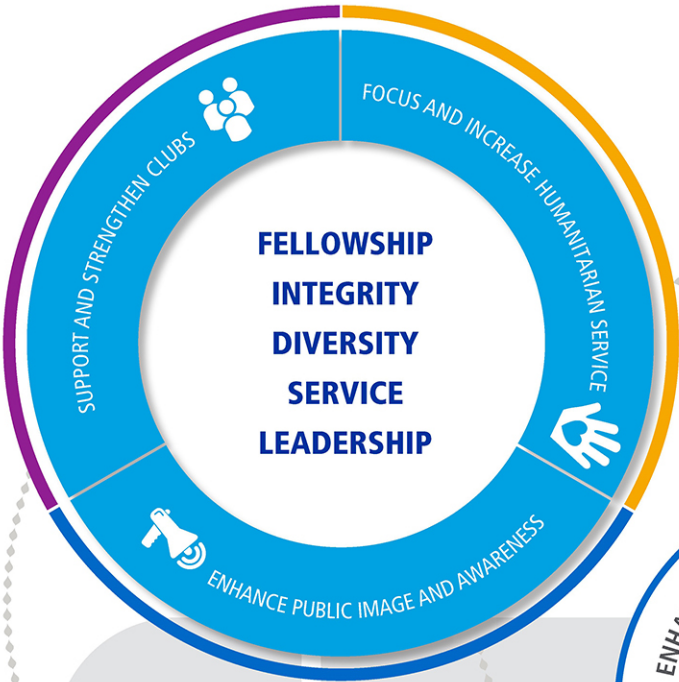 FOCUS AND INCREASE HUMANITARIAN SERVICE
SUPPORT AND STRENGTHEN CLUBS
FELLOWSHIP
INTEGRITY
DIVERSITY
SERVICE
LEADERSHIP
ENHANCE PUBLIC IMAGE AND AWARENESS